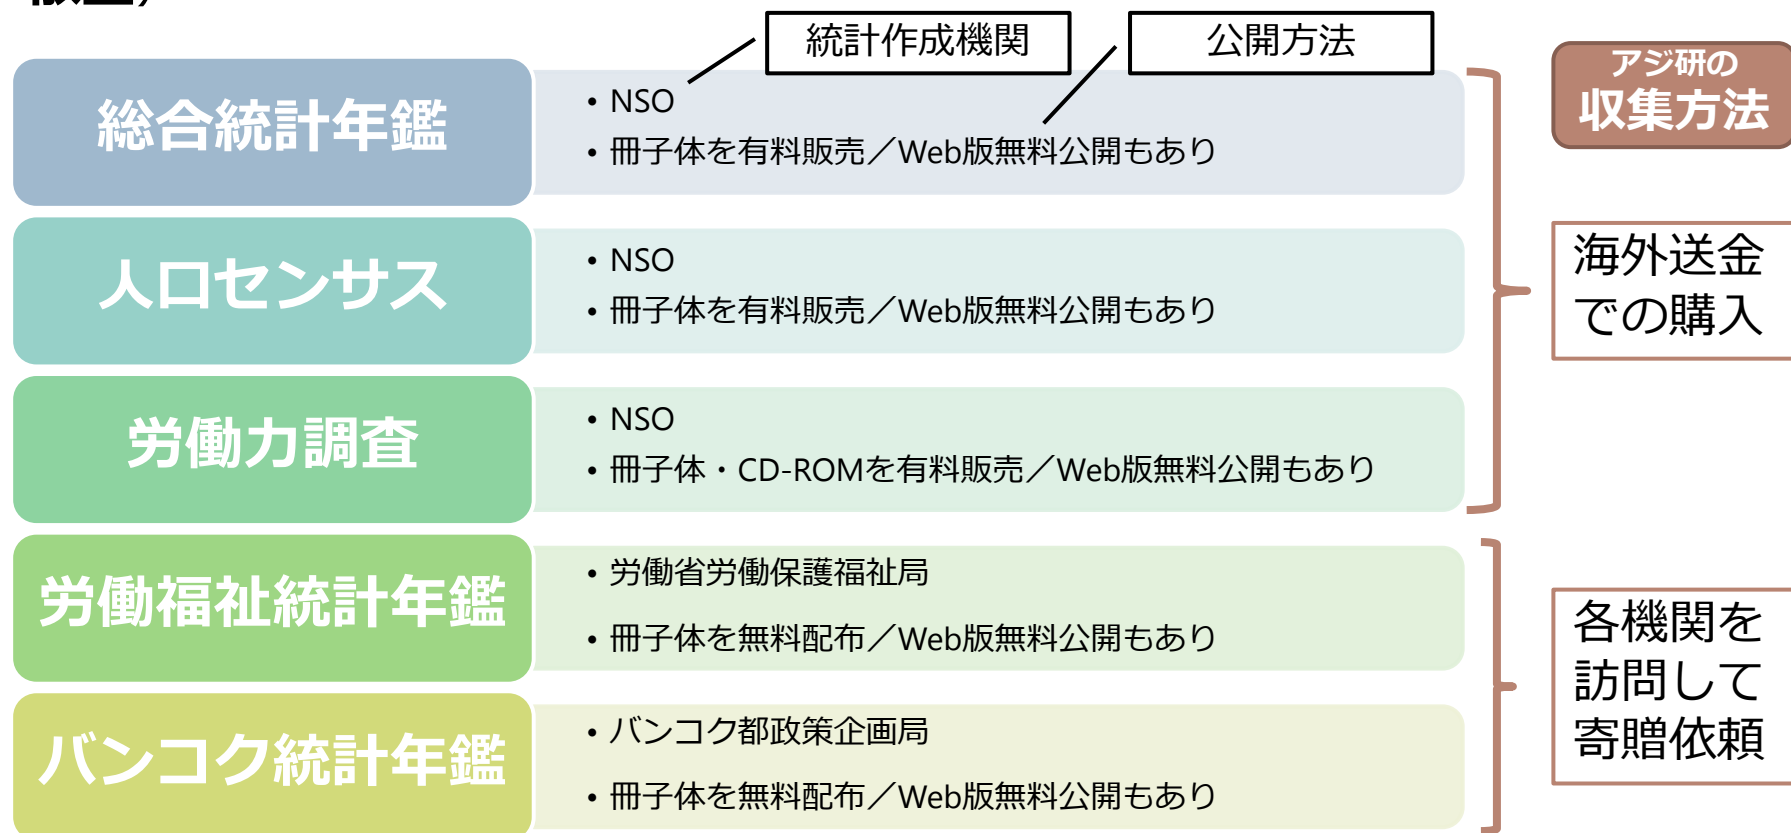 統計作成機関
公開方法
アジ研の
収集方法
総合統計年鑑
• NSO
• 冊子体を有料販売／Web版無料公開もあり
人口センサス
• NSO
• 冊子体を有料販売／Web版無料公開もあり
労働力調査
• NSO
• 冊子体・CD-ROMを有料販売／Web版無料公開もあり
海外送金
での購入
労働福祉統計年鑑
• 労働省労働保護福祉局
• 冊子体を無料配布／Web版無料公開もあり
バンコク統計年鑑
• バンコク都政策企画局
• 冊子体を無料配布／Web版無料公開もあり
各機関を
訪問して
寄贈依頼